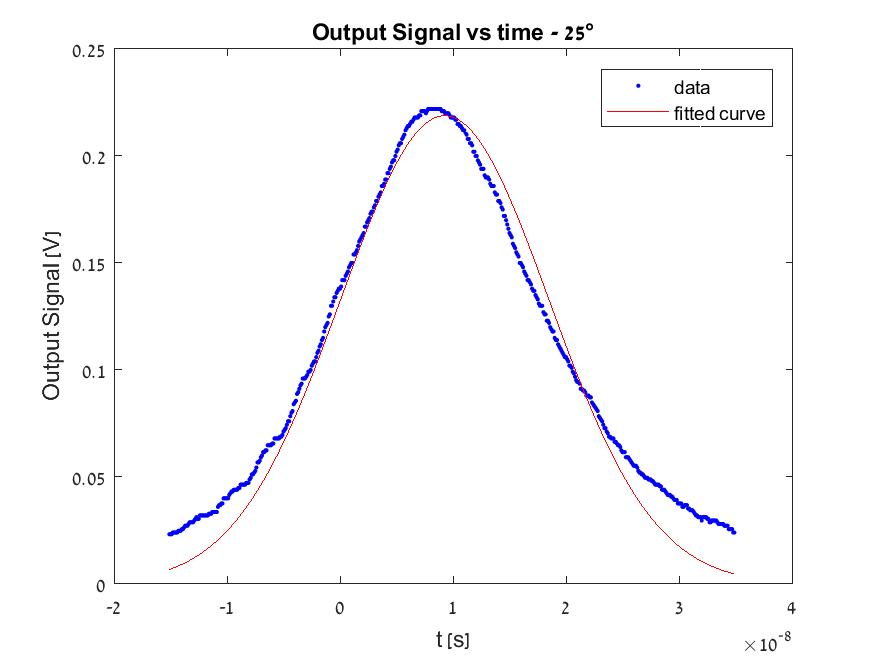 Output Signal vs time - 25°
0.25
0.2
0.15
0.1
0.05
0
Output Signal [V]
data
fitted curve
-2 -1 0 1 2 3 4
t [s]
×10⁻⁸